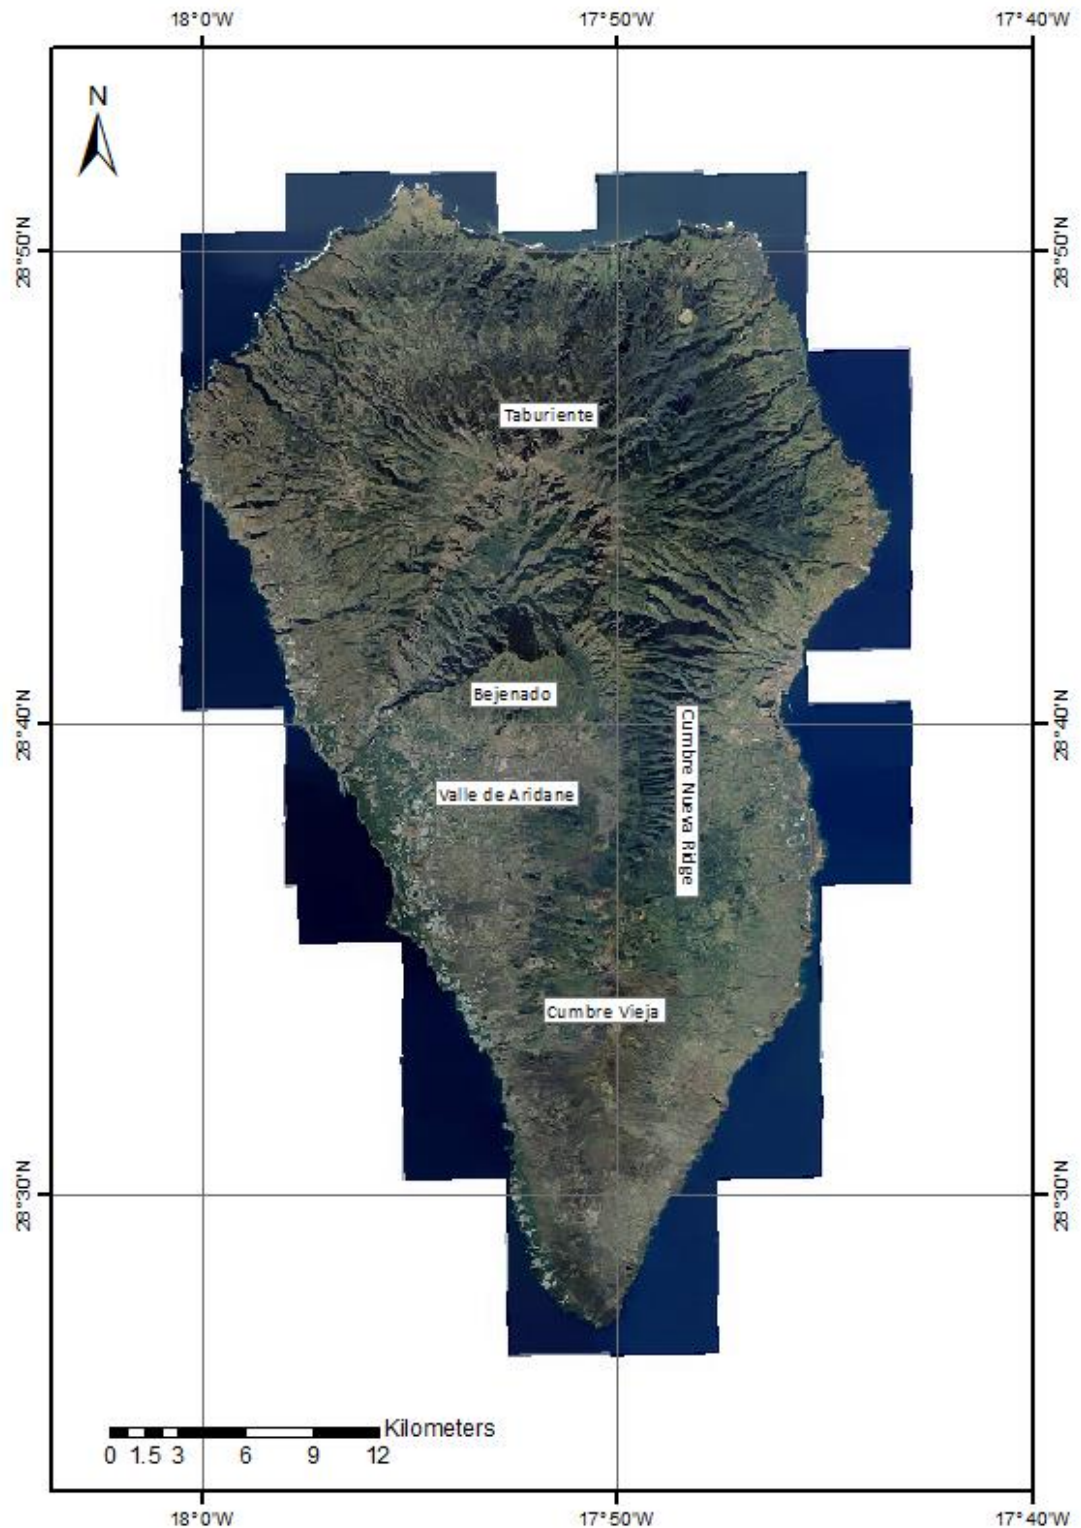 18°0'W 17°50'W 17°40'W
N
28°50'N 28°50'N
Taburiente
Bejenado
28°40'N 28°40'N
Cumbre Nueva Ridge
Valle de Aridane
Cumbre Vieja
28°30'N 28°30'N
Kilometers
0 1.5 3 6 9 12
18°0'W 17°50'W 17°40'W